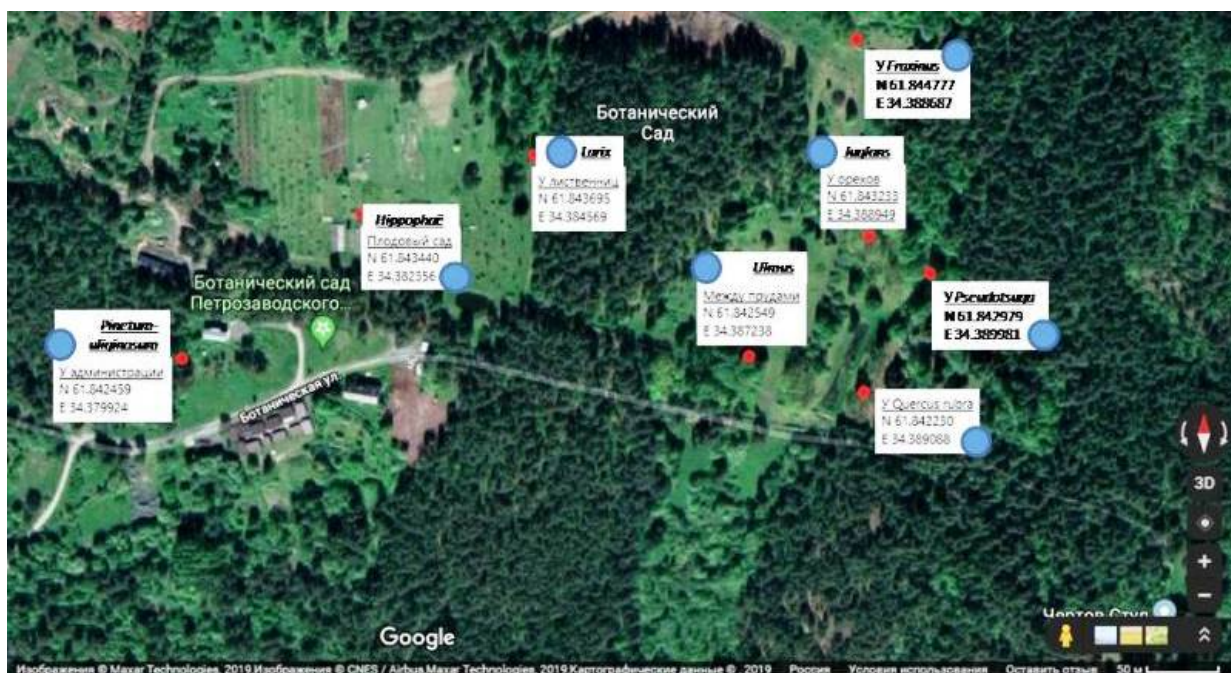 У Fraxinus
N 61.844777
E 34.388687
Ботанический
Сад
Larix
У лиственниц
N 61.843695
E 34.384569
Juglans
У орехов
N 61.843233
E 34.388949
Hippophaë
Плодовый сад
N 61.843440
E 34.382356
Ботанический сад
Петрозаводского...
Ulmus
Между прудами
N 61.842549
E 34.387238
У Pseudotsuga
N 61.842979
E 34.389981
Pinetum-
uliginosum
У администрации
N 61.842459
E 34.379924
Ботаническая ул.
У Quercus rubra
N 61.842230
E 34.389088
3D
Чертов Стул
Google
Изображения © Maxar Technologies, 2019 Изображения © CNES / Airbus Maxar Technologies, 2019 Картографические данные © , 2019 Россия Условия использования Оставить отзыв 50 м